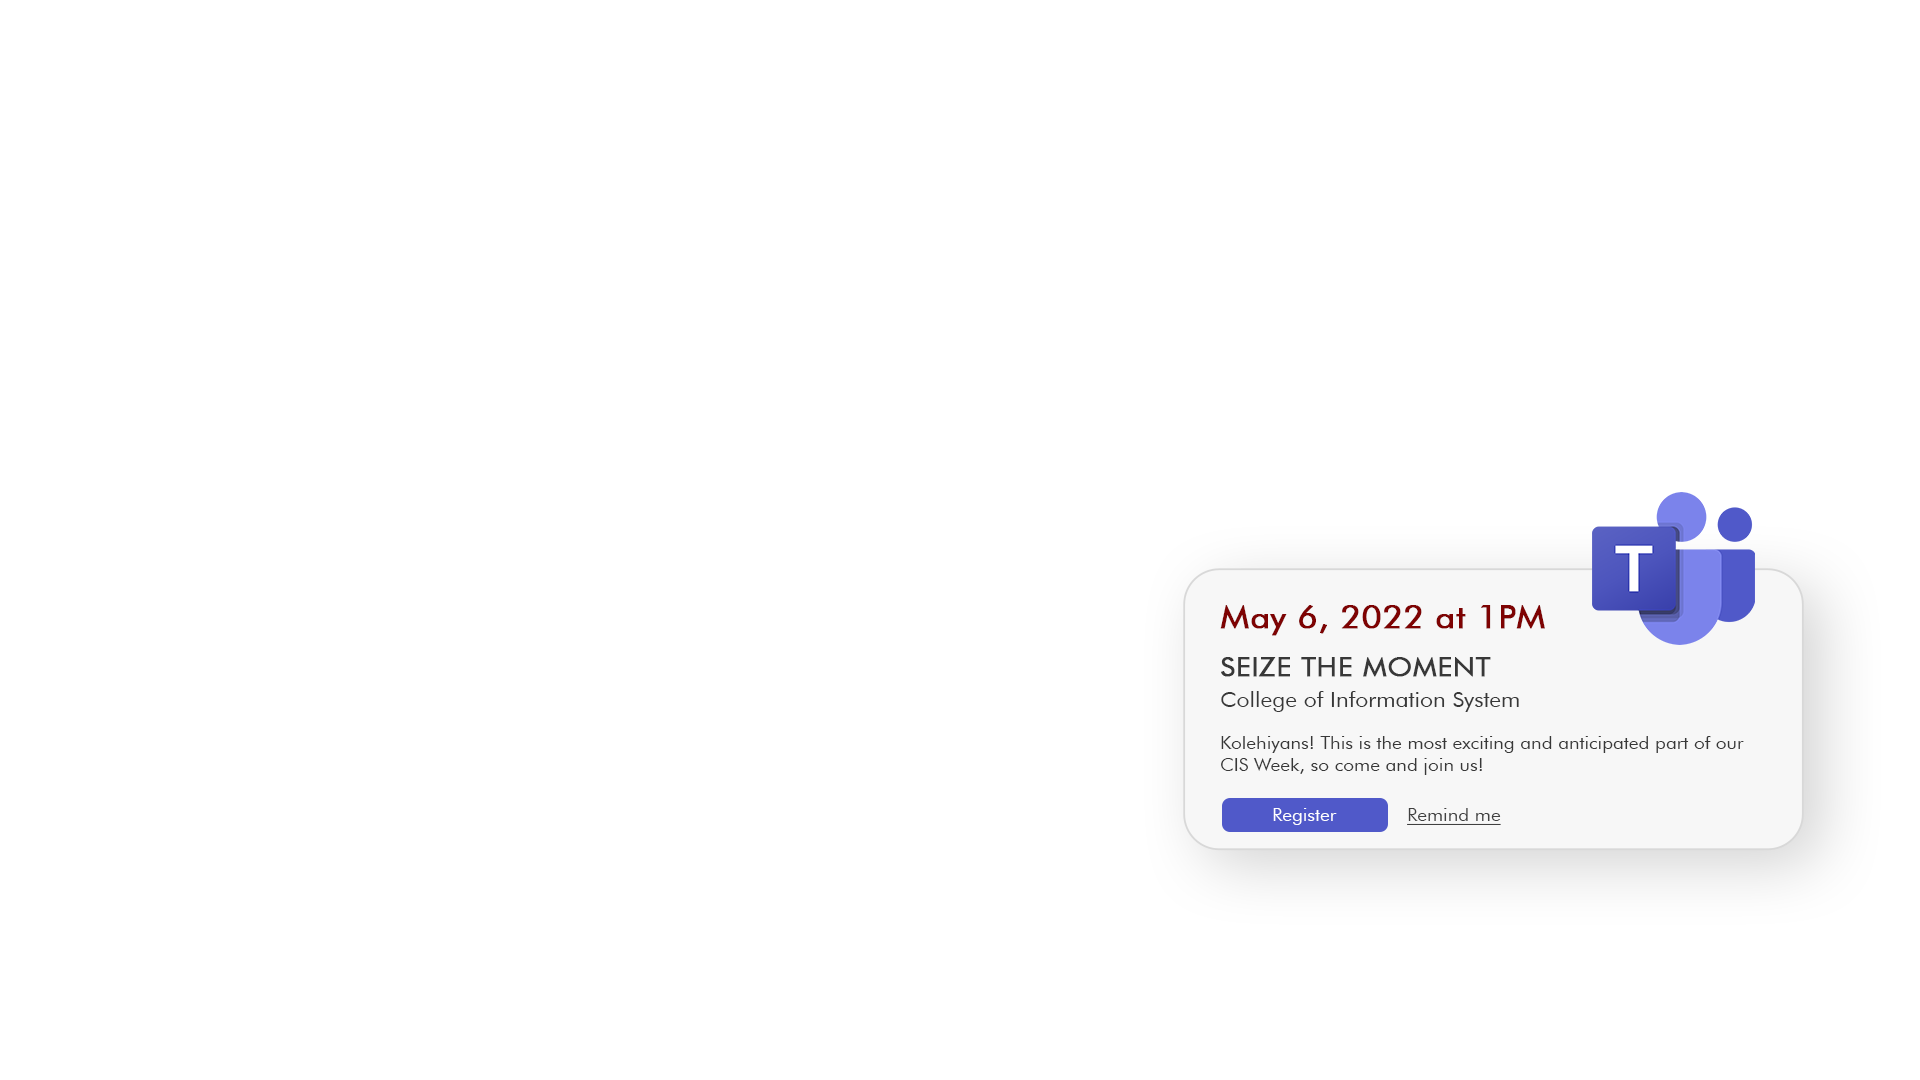 T
May 6, 2022 at 1PM
SEIZE THE MOMENT
College of Information System
Kolehiyans! This is the most exciting and anticipated part of our
CIS Week, so come and join us!
Register
Remind me